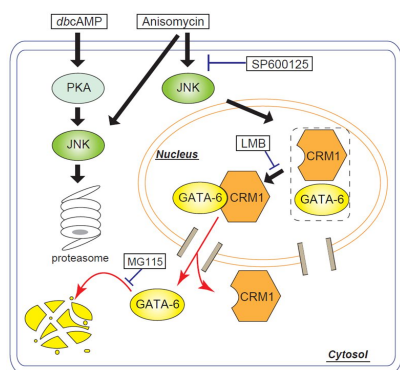 dbcAMP
Anisomycin
SP600125
PKA
JNK
JNK
LMB
CRM1
Nucleus
GATA-6
CRM1
GATA-6
proteasome
MG115
GATA-6
CRM1
Cytosol